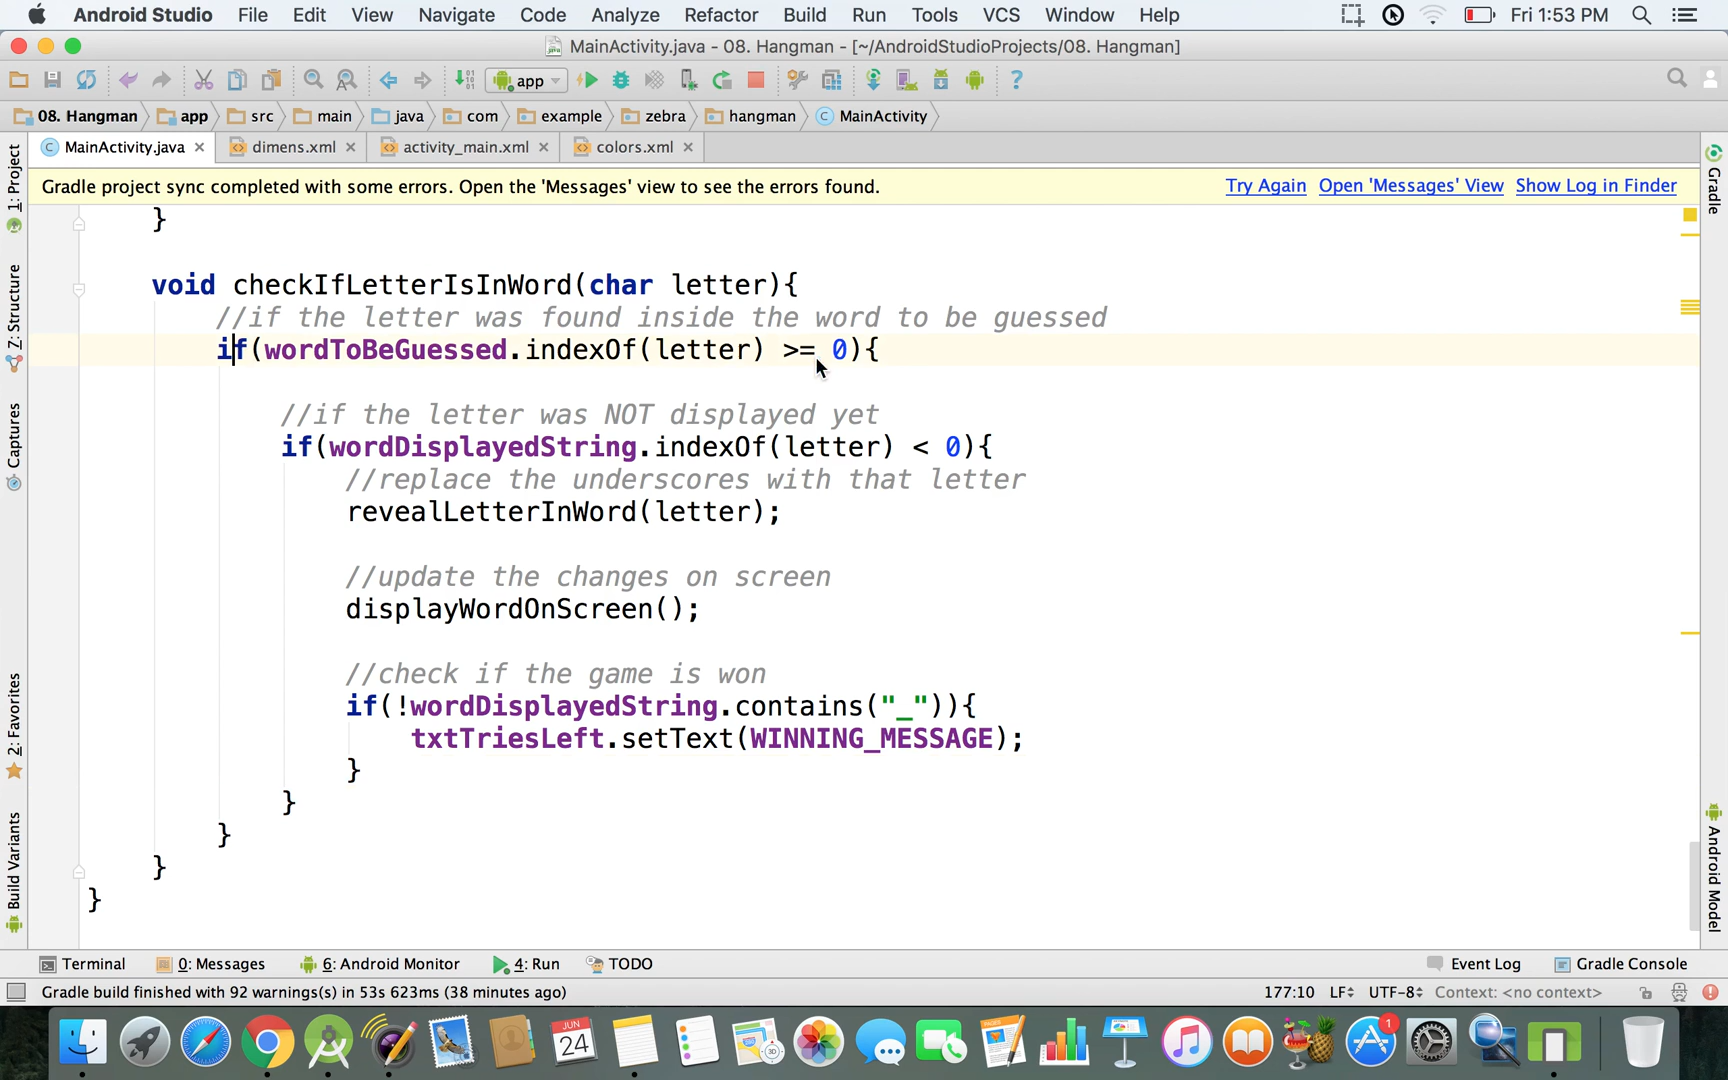 Android Studio File Edit View Navigate Code Analyze Refactor Build Run Tools VCS Window Help Fri 1:53 PM
MainActivity.java - 08. Hangman - [~/AndroidStudioProjects/08. Hangman]
app
08. Hangman app src main java com example zebra hangman MainActivity
MainActivity.java dimens.xml activity_main.xml colors.xml
Gradle project sync completed with some errors. Open the 'Messages' view to see the errors found. Try Again Open 'Messages' View Show Log in Finder
1: Project
Z: Structure
Captures
2: Favorites
Build Variants
}
void checkIfLetterIsInWord(char letter){
//if the letter was found inside the word to be guessed
if(wordToBeGuessed.indexOf(letter) >= 0){
//if the letter was NOT displayed yet
if(wordDisplayedString.indexOf(letter) < 0){
//replace the underscores with that letter
revealLetterInWord(letter);
//update the changes on screen
displayWordOnScreen();
//check if the game is won
if(!wordDisplayedString.contains("_")){
txtTriesLeft.setText(WINNING_MESSAGE);
}
}
}
}
}
Gradle
Android Model
Terminal 0: Messages 6: Android Monitor 4: Run TODO Event Log Gradle Console
Gradle build finished with 92 warnings(s) in 53s 623ms (38 minutes ago) 177:10 LF UTF-8 Context: <no context>
JUN
24
3D
1